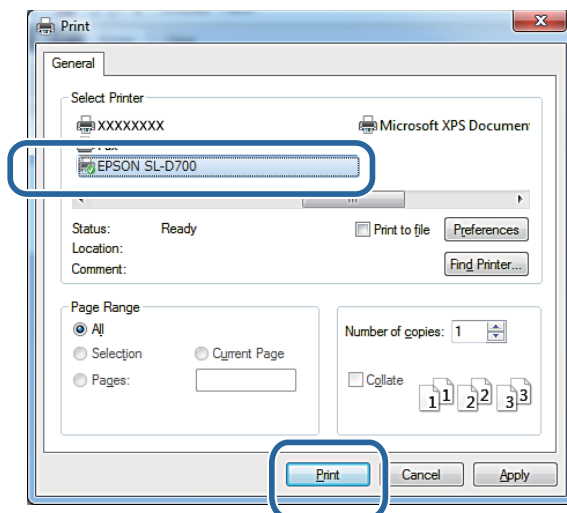 Print
General
Select Printer
XXXXXXXX
Microsoft XPS Documen
Fax
EPSON SL-D700
Status: Ready
Print to file
Preferences
Location:
Comment:
Find Printer...
Page Range
All
Selection
Current Page
Pages:
Number of copies: 1
Collate
1 1 2 2 3 3
Print
Cancel
Apply